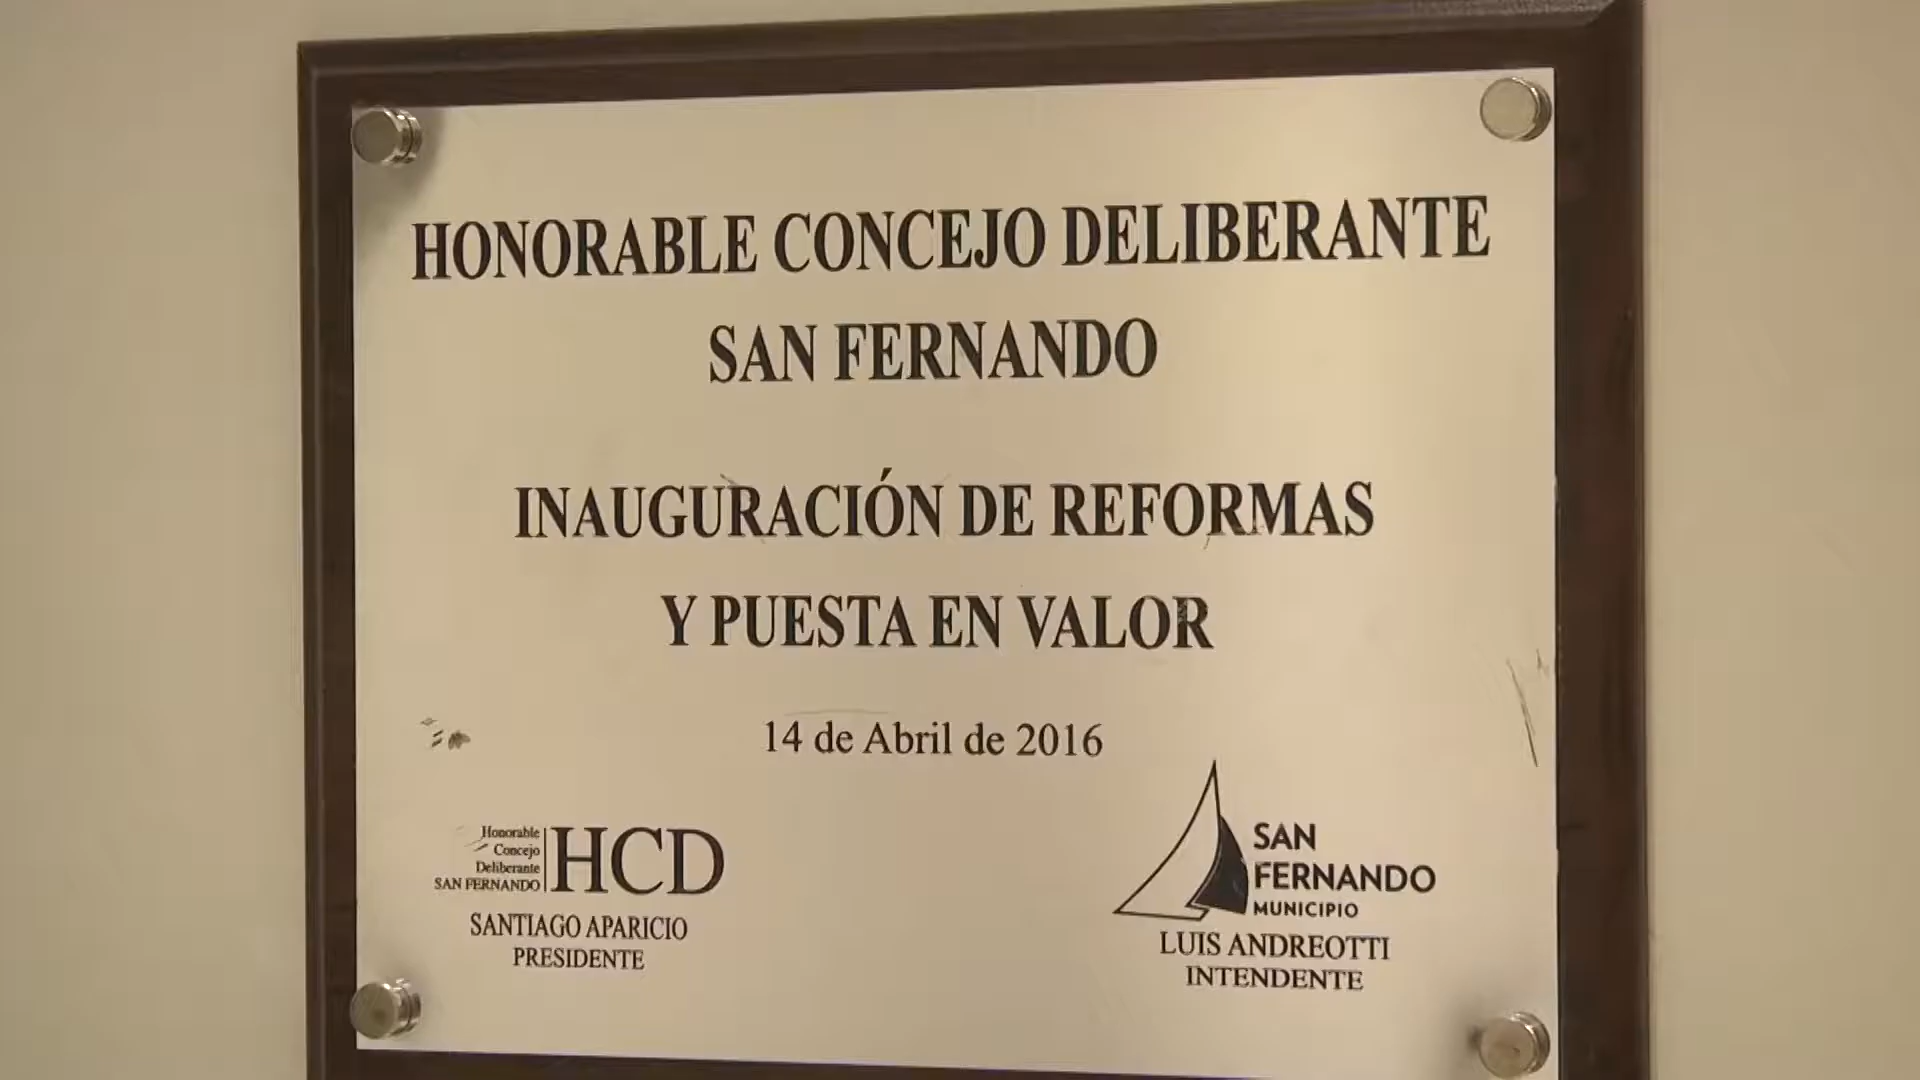 HONORABLE CONCEJO DELIBERANTE
SAN FERNANDO
INAUGURACIÓN DE REFORMAS
Y PUESTA EN VALOR
14 de Abril de 2016
Honorable
Concejo
Deliberante
SAN FERNANDO
HCD
SANTIAGO APARICIO
PRESIDENTE
SAN
FERNANDO
MUNICIPIO
LUIS ANDREOTTI
INTENDENTE